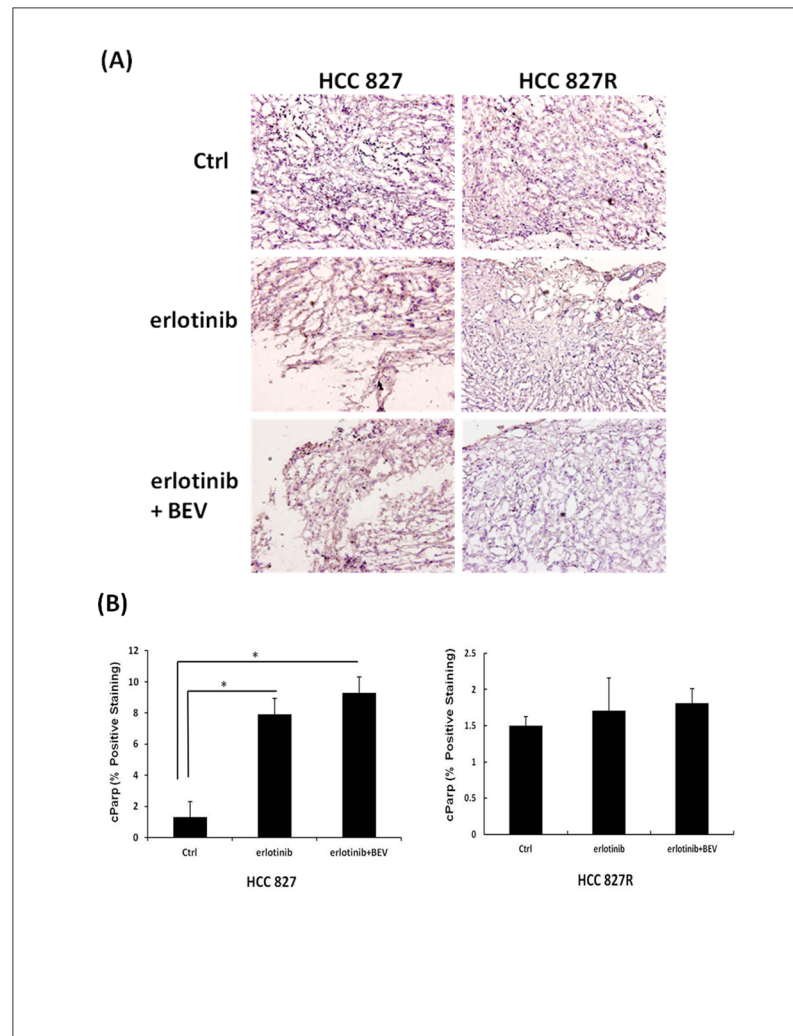 (A)
HCC 827
HCC 827R
Ctrl
erlotinib
erlotinib
+ BEV
(B)
cParp (% Positive Staining)
12
10
8
6
4
2
0
*
*
Ctrl
erlotinib
erlotinib+BEV
HCC 827
cParp (% Positive Staining)
2.5
2
1.5
1
0.5
0
Ctrl
erlotinib
erlotinib+BEV
HCC 827R